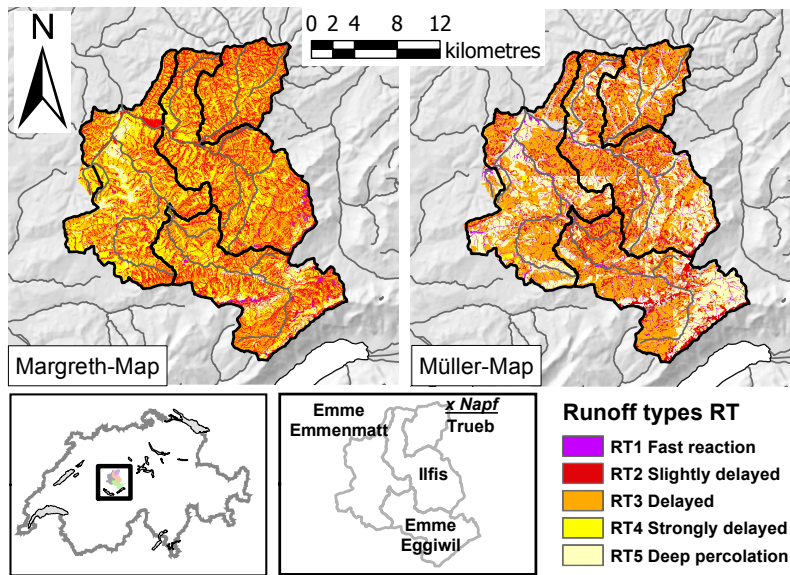 N
0 2 4 8 12
kilometres
Margreth-Map
Müller-Map
Emme
Emmenmatt
x Napf
Trueb
Ilfis
Emme
Eggiwil
Runoff types RT
RT1 Fast reaction
RT2 Slightly delayed
RT3 Delayed
RT4 Strongly delayed
RT5 Deep percolation